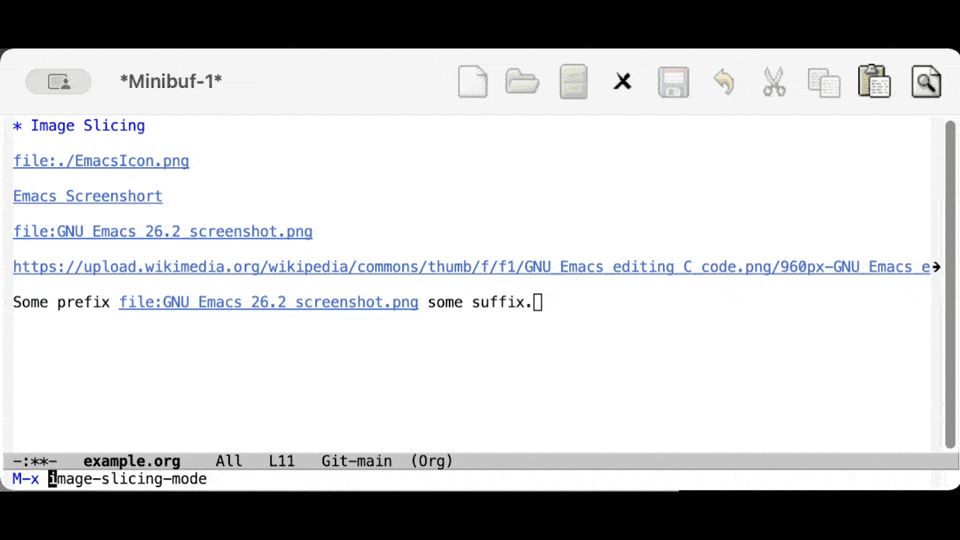 *Minibuf-1*
* Image Slicing
file:./EmacsIcon.png
Emacs Screenshort
file:GNU Emacs 26.2 screenshot.png
https://upload.wikimedia.org/wikipedia/commons/thumb/f/f1/GNU_Emacs_editing_C_code.png/960px-GNU_Emacs_e
Some prefix file:GNU Emacs 26.2 screenshot.png some suffix.
-:**-   example.org    All   L11   Git-main  (Org)
M-x image-slicing-mode